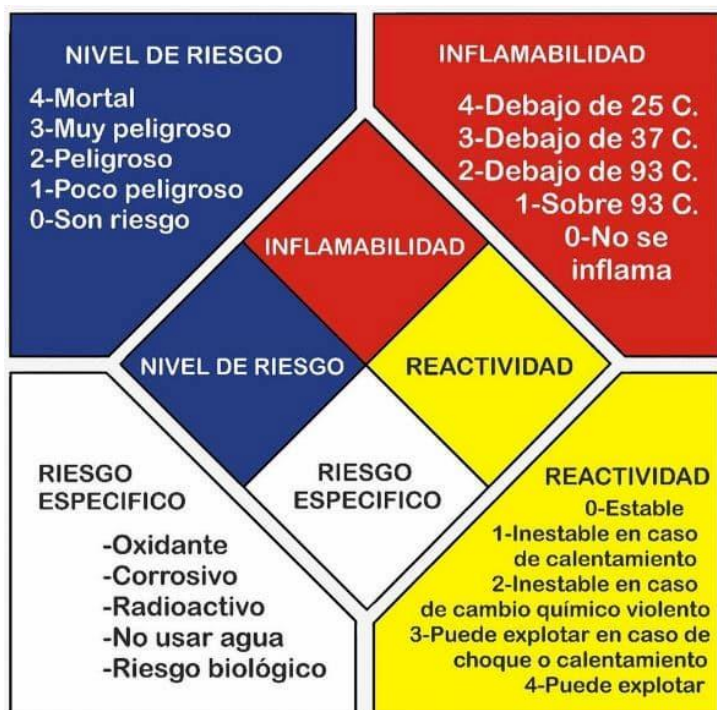 NIVEL DE RIESGO
4-Mortal
3-Muy peligroso
2-Peligroso
1-Poco peligroso
0-Son riesgo
INFLAMABILIDAD
4-Debajo de 25 C.
3-Debajo de 37 C.
2-Debajo de 93 C.
1-Sobre 93 C.
0-No se
inflama
INFLAMABILIDAD
NIVEL DE RIESGO
REACTIVIDAD
RIESGO
ESPECIFICO
RIESGO
ESPECIFICO
-Oxidante
-Corrosivo
-Radioactivo
-No usar agua
-Riesgo biológico
REACTIVIDAD
0-Estable
1-Inestable en caso
de calentamiento
2-Inestable en caso
de cambio químico violento
3-Puede explotar en caso de
choque o calentamiento
4-Puede explotar